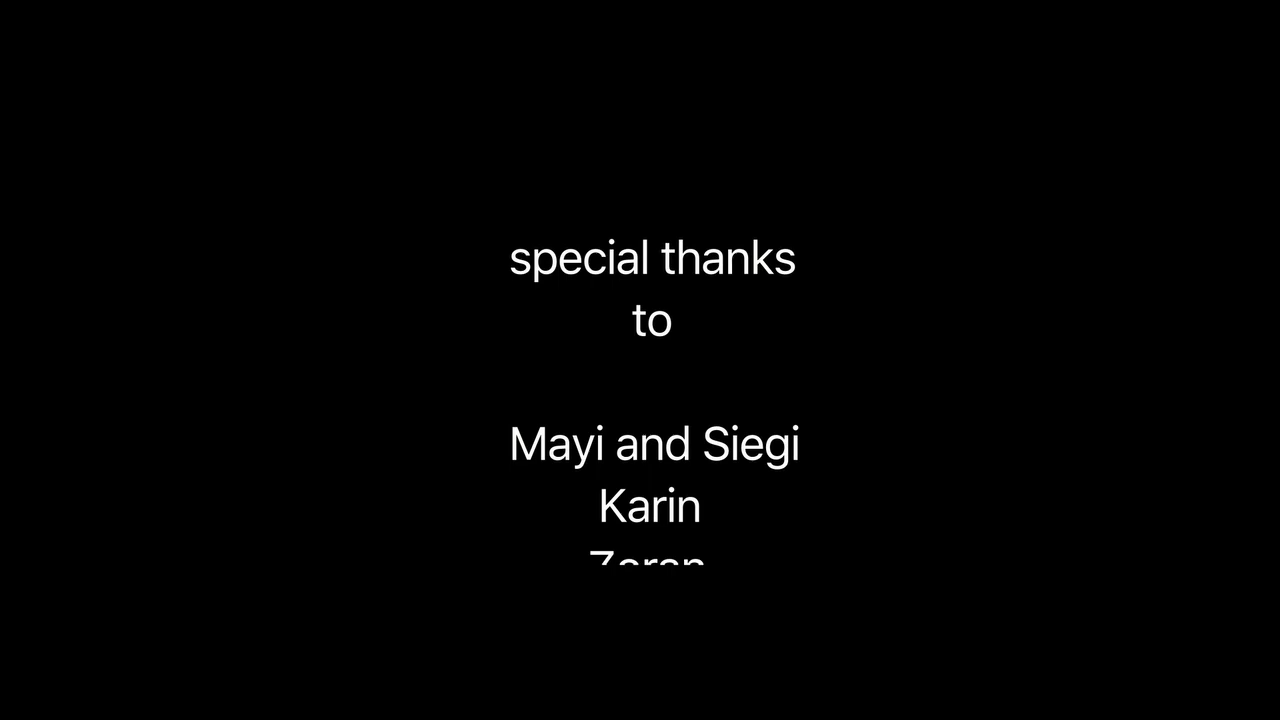 special thanks
to
Mayi and Siegi
Karin